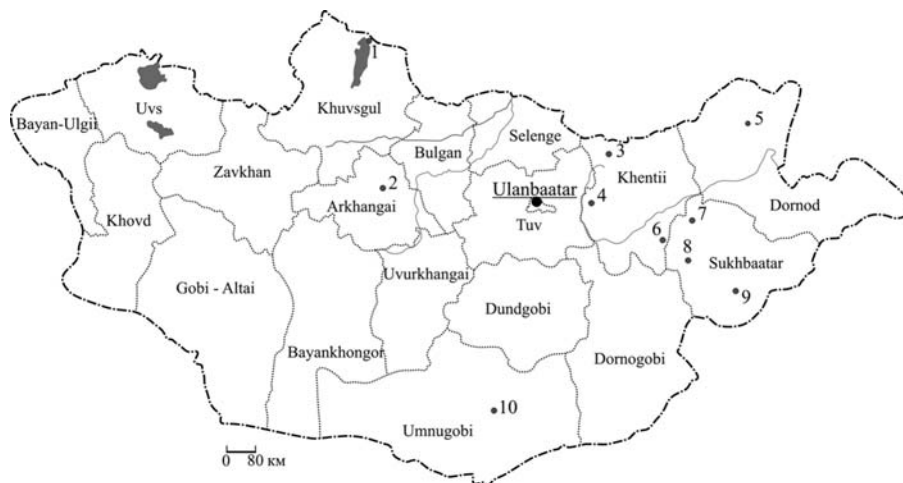 1
Uvs
Khuvsgul
Bayan-Ulgii
Selenge
5
3
Bulgan
Khentii
Zavkhan
2
Ulanbaatar
Arkhangai
4
Khovd
Tuv
Dornod
7
6
8
Sukhbaatar
Uvurkhangai
Gobi - Altai
9
Dundgobi
Bayankhongor
Dornogobi
10
Umnugobi
0 80 км